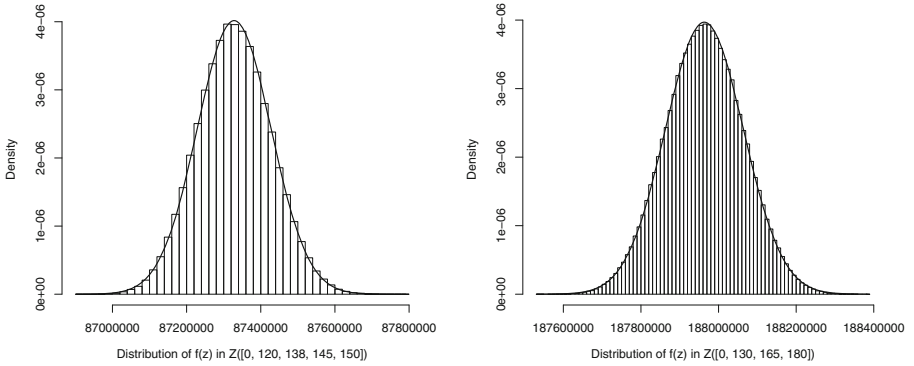 4e−06
3e−06
2e−06
1e−06
0e+00
Density
87000000 87200000 87400000 87600000 87800000
Distribution of f(z) in Z([0, 120, 138, 145, 150])
4e−06
3e−06
2e−06
1e−06
0e+00
Density
187600000 187800000 188000000 188200000 188400000
Distribution of f(z) in Z([0, 130, 165, 180])